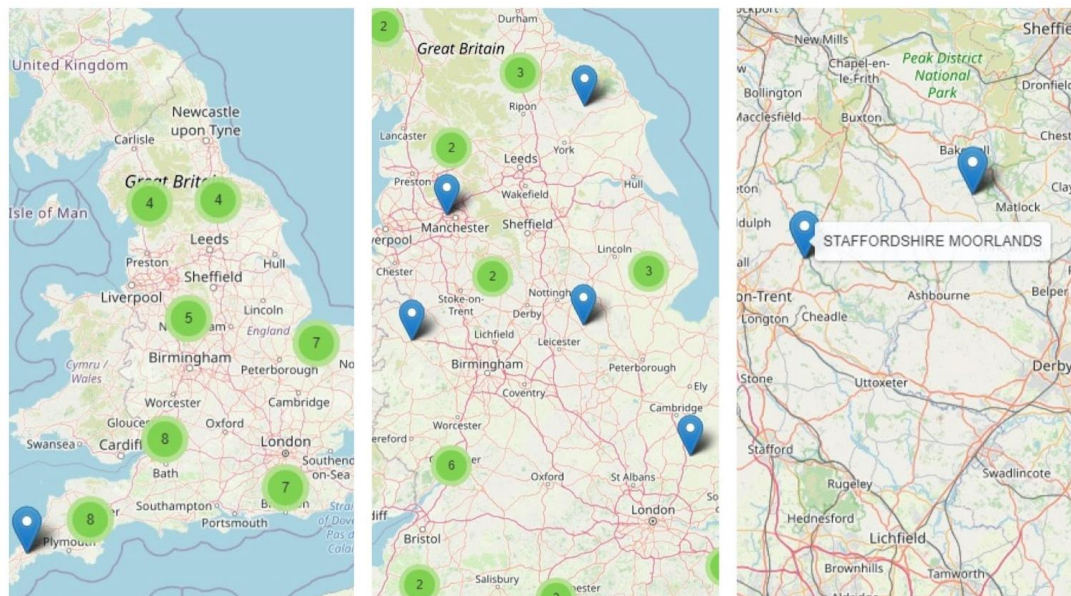 United Kingdom
Newcastle
upon Tyne
Carlisle
Great Britain
4
4
Isle of Man
Leeds
Preston
Hull
Sheffield
Liverpool
Lincoln
5
England
7
Birmingham
Cymru /
Wales
Peterborough
Worcester
Cambridge
Oxford
Swansea
Cardiff
8
London
Bath
Southend
-on-Sea
7
Southampton
Portsmouth
8
Plymouth
2
Durham
Great Britain
3
Ripon
Lancaster
2
York
Leeds
Preston
Wakefield
Hull
Manchester
Sheffield
Chester
Lincoln
2
3
Stoke-on-
Trent
Derby
Lichfield
Leicester
Birmingham
Peterborough
Coventry
Ely
Cambridge
Worcester
6
Oxford
St Albans
London
Bristol
2
Salisbury
New Mills
Chapel-en-
le-Frith
Peak District
National
Park
Bollington
Macclesfield
Buxton
Matlock
STAFFORDSHIRE MOORLANDS
on-Trent
Ashbourne
Belper
Longton
Cheadle
Derby
Stone
Uttoxeter
Stafford
Swadlincote
Rugeley
Hednesford
Lichfield
Brownhills
Tamworth